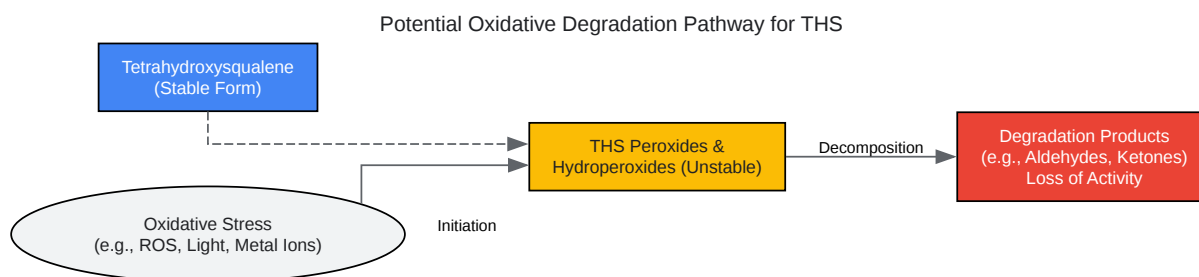 Potential Oxidative Degradation Pathway for THS
Tetrahydroxysqualene
(Stable Form)
THS Peroxides &
Hydroperoxides (Unstable)
Decomposition
Degradation Products
(e.g., Aldehydes, Ketones)
Loss of Activity
Oxidative Stress
(e.g., ROS, Light, Metal Ions)
Initiation